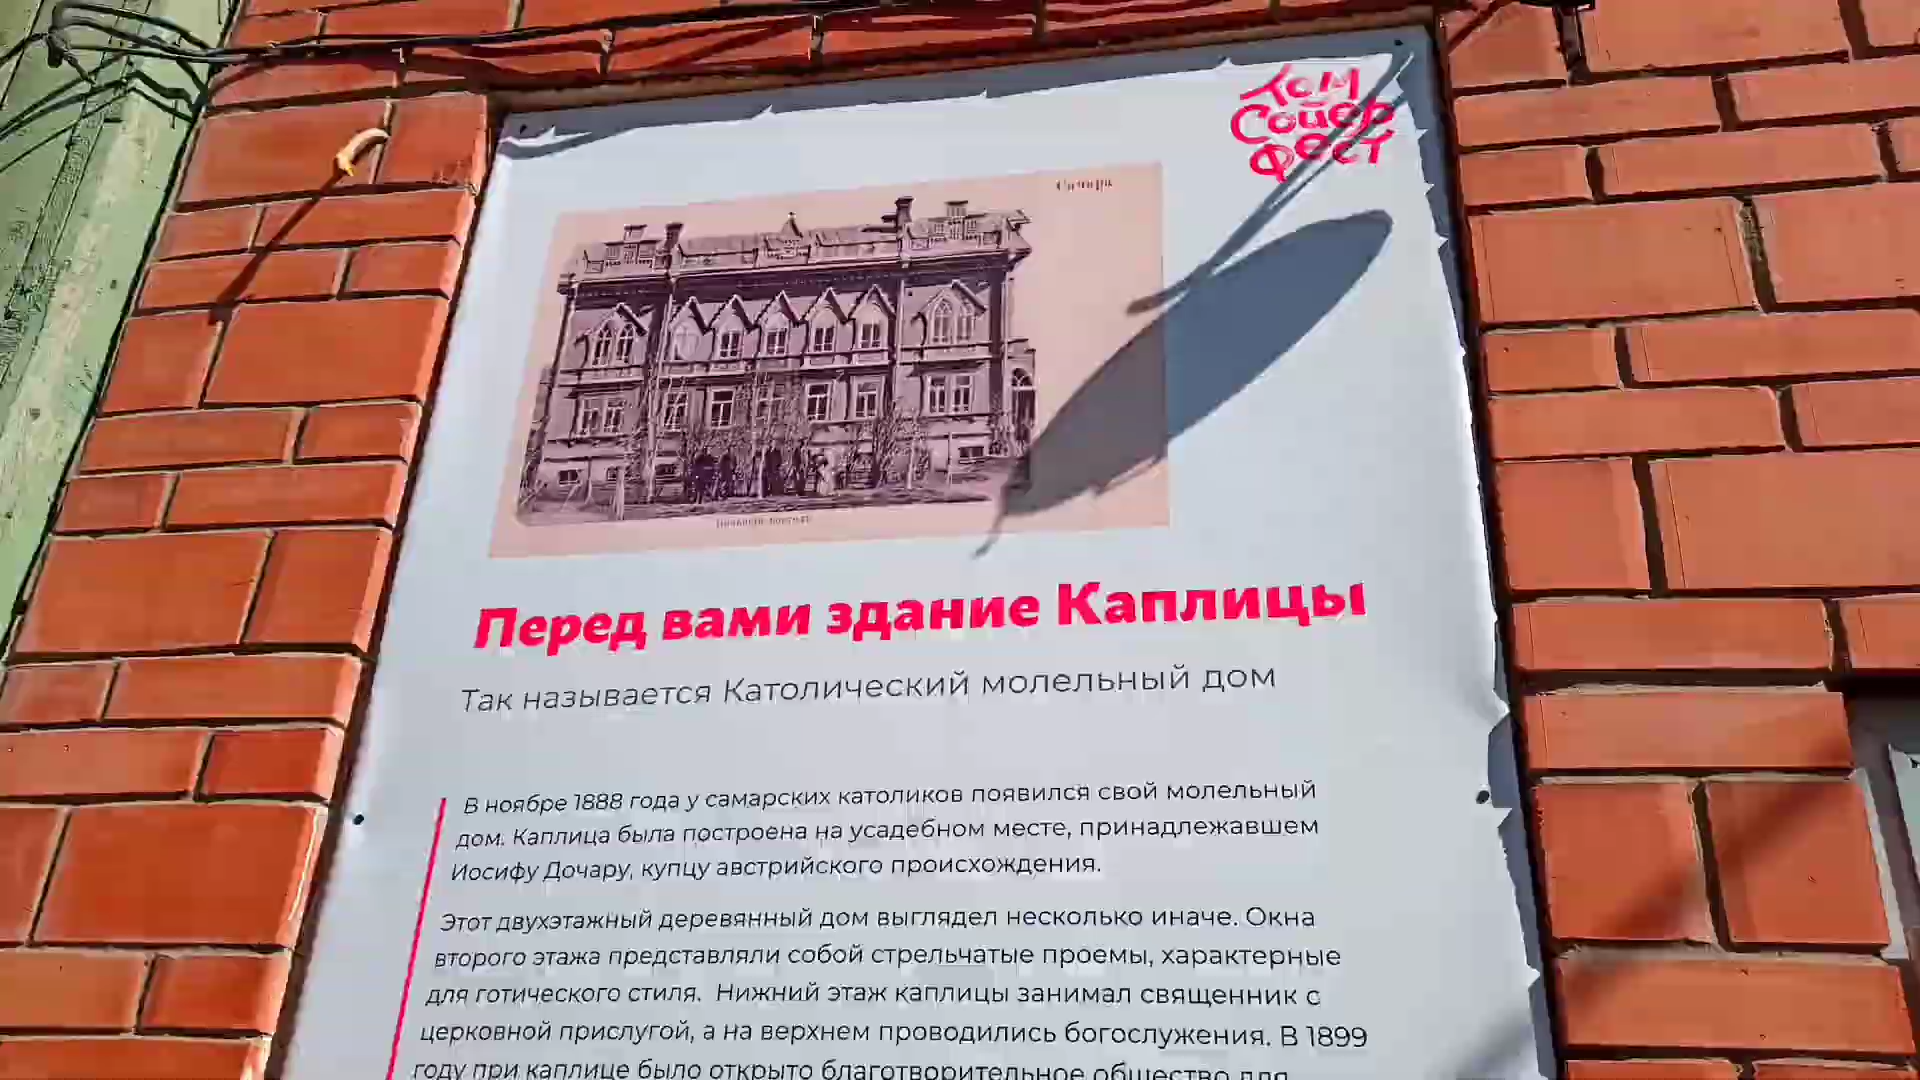 Том
Сойер
Фест
Самара
Перед вами здание Каплицы
Так называется Католический молельный дом
В ноябре 1888 года у самарских католиков появился свой молельный
дом. Каплица была построена на усадебном месте, принадлежавшем
Иосифу Дочару, купцу австрийского происхождения.
Этот двухэтажный деревянный дом выглядел несколько иначе. Окна
второго этажа представляли собой стрельчатые проемы, характерные
для готического стиля. Нижний этаж каплицы занимал священник с
церковной прислугой, а на верхнем проводились богослужения. В 1899
году при каплице было открыто благотворительное общество для